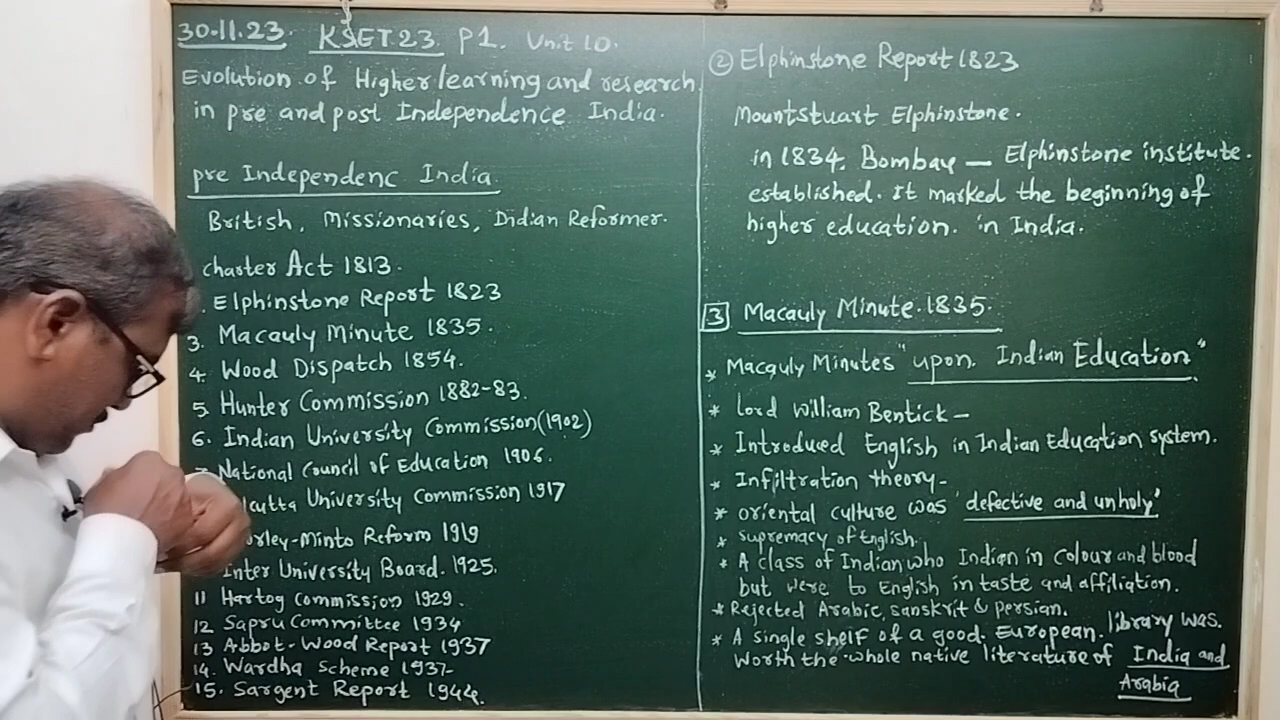 30-11-23. KSET.23. P1. Unit 10.
Evolution of Higher learning and research
in pre and post Independence India.
pre Independenc India
British, Missionaries, Indian Reformer.
charter Act 1813.
. Elphinstone Report 1823
3. Macauly Minute 1835.
4. Wood Dispatch 1854.
5. Hunter Commission 1882-83.
6. Indian University Commission(1902)
National Council of Education 1906.
University Commission 1917
-Minto Reform 1919
Inter University Board. 1925.
11 Hartog Commission 1929.
12 Sapru Committee 1934
13 Abbot-Wood Report 1937
14. Wardha Scheme 1937-
15. Sargent Report 1944.
② Elphinstone Report 1823
Mountstuart Elphinstone.
in 1834. Bombay — Elphinstone institute.
established. It marked the beginning of
higher education. in India.
3 Macauly Minute. 1835.
* Macauly Minutes "upon. Indian Education"
* Lord William Bentick –
* Introduced English in Indian Education system.
* Infiltration theory-
* oriental culture was 'defective and unholy'
* supremacy of English.
* A class of Indian who Indian in colour and blood
but were to English in taste and affiliation.
* Rejected Arabic, sanskrit & persian.
* A single shelf of a good. European. library was.
Worth the whole native literature of India and
Arabia